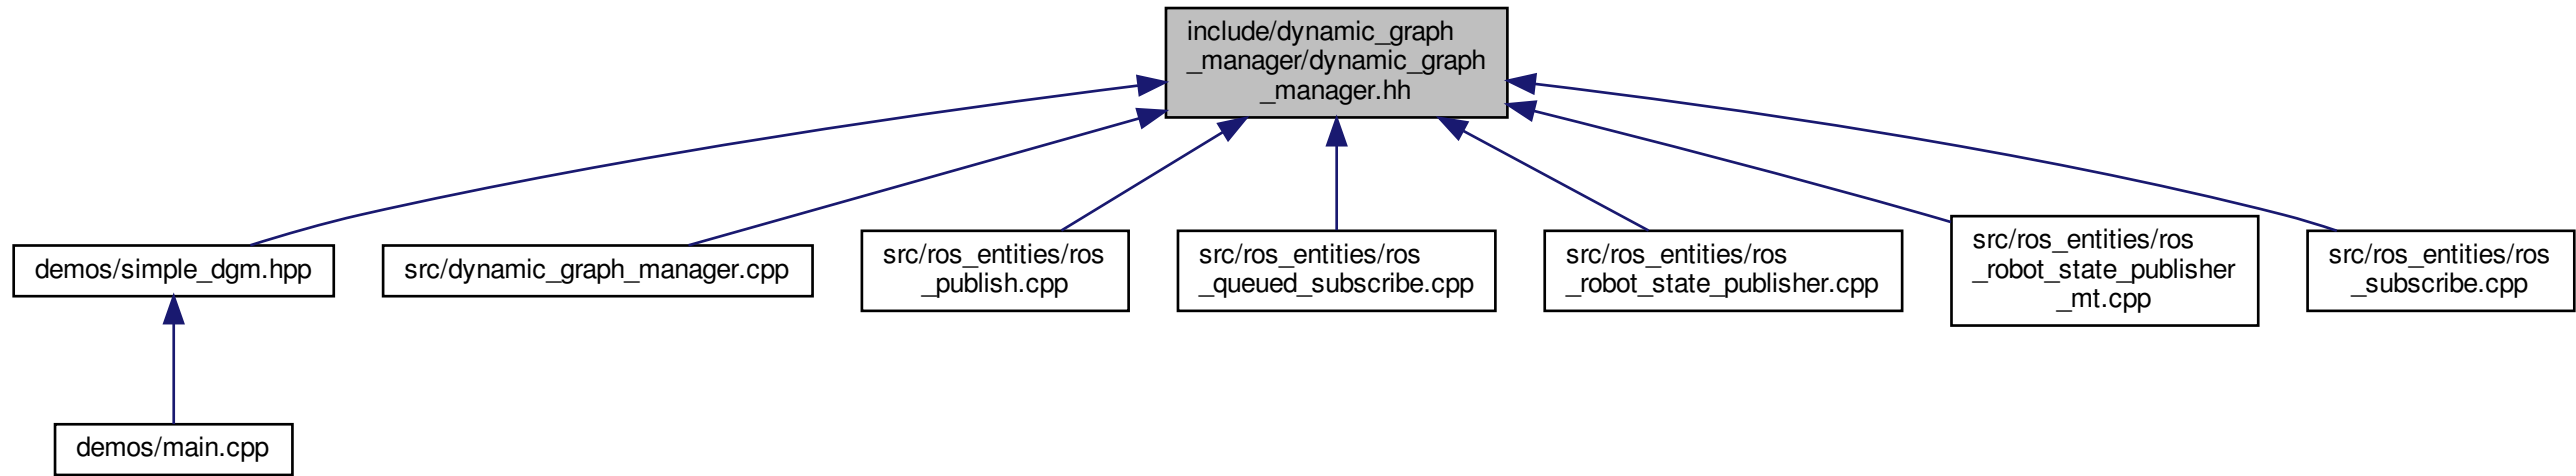 include/dynamic_graph
_manager/dynamic_graph
_manager.hh
demos/simple_dgm.hpp
src/dynamic_graph_manager.cpp
src/ros_entities/ros
_publish.cpp
src/ros_entities/ros
_queued_subscribe.cpp
src/ros_entities/ros
_robot_state_publisher.cpp
src/ros_entities/ros
_robot_state_publisher
_mt.cpp
src/ros_entities/ros
_subscribe.cpp
demos/main.cpp